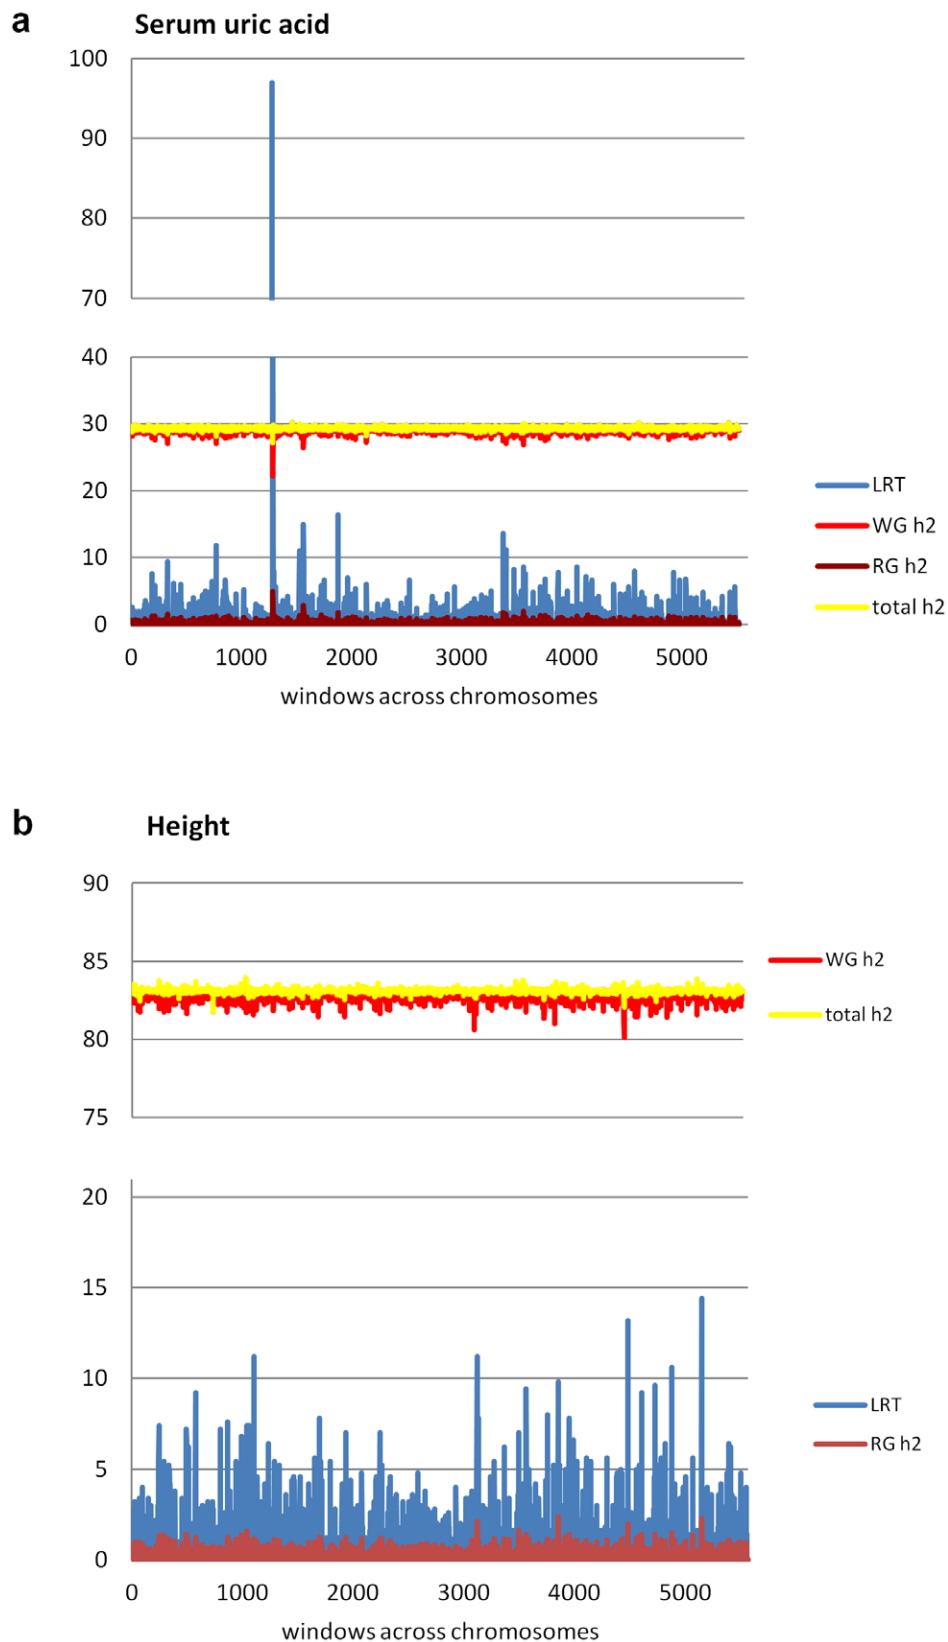 a
Serum uric acid
100
90
80
70
40
30
20
10
0
0 1000 2000 3000 4000 5000
windows across chromosomes
LRT
WG h2
RG h2
total h2
b
Height
90
85
80
75
WG h2
total h2
20
15
10
5
0
0 1000 2000 3000 4000 5000
windows across chromosomes
LRT
RG h2